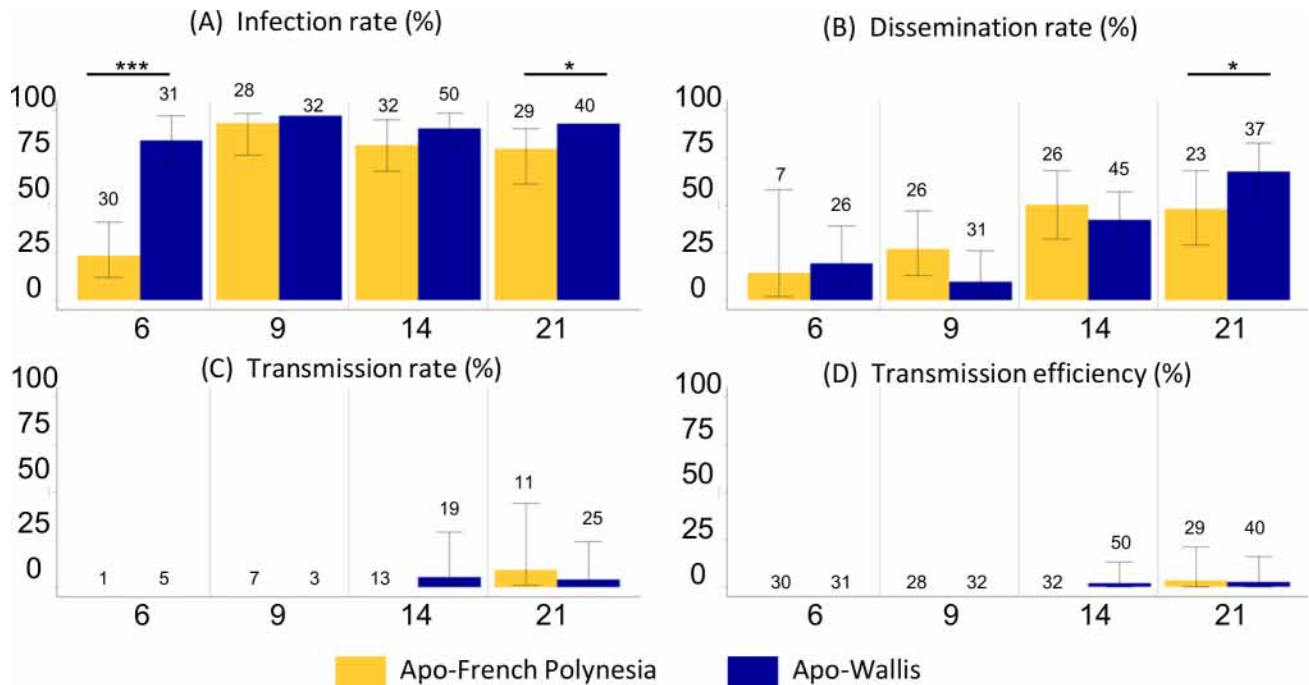 (A) Infection rate (%)
(B) Dissemination rate (%)
*** *
*
31 28 32 32 50 29 40
30
100
75
50
25
0
6 9 14 21
7 26 26 31 26 45 23 37
100
75
50
25
0
6 9 14 21
(C) Transmission rate (%)
(D) Transmission efficiency (%)
100
75
50
25
0
1 5 7 3 13 19 11 25
6 9 14 21
100
75
50
25
0
30 31 28 32 32 50 29 40
6 9 14 21
Apo-French Polynesia
Apo-Wallis